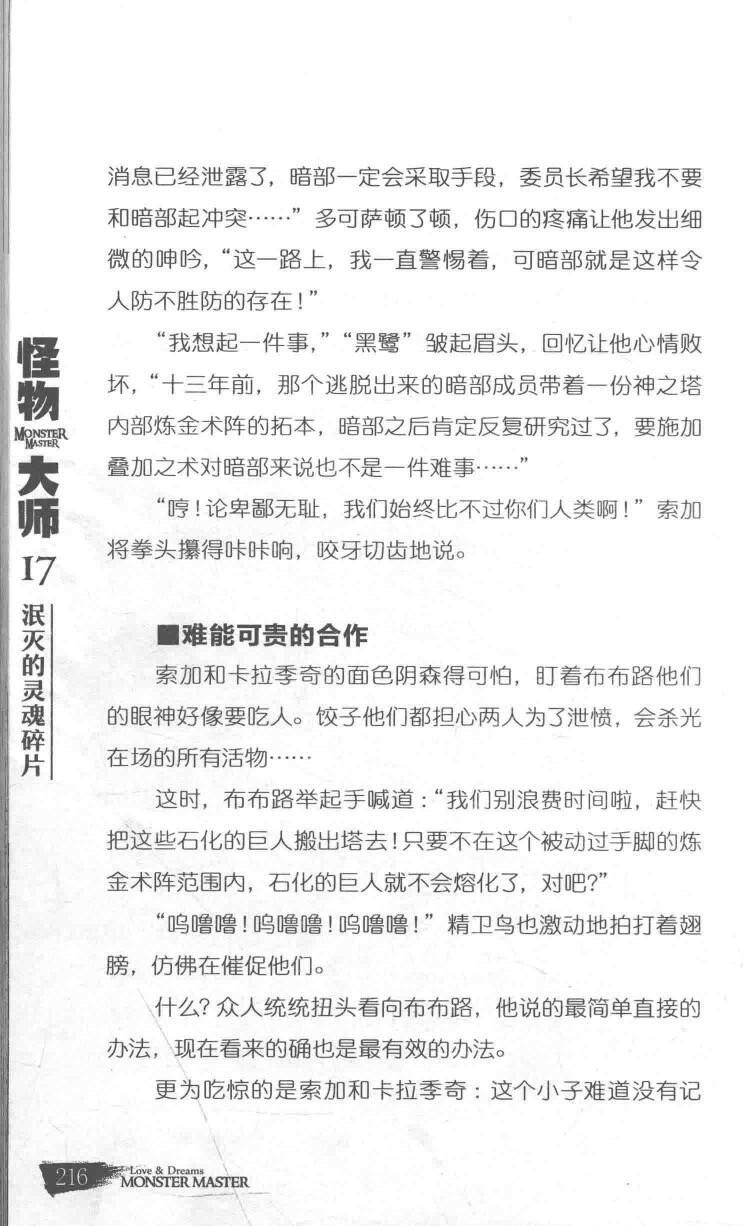 消息已经泄露了，暗部一定会采取手段，委员长希望我不要
和暗部起冲突……”多可萨顿了顿，伤口的疼痛让他发出细
微的呻吟，“这一路上，我一直警惕着，可暗部就是这样令
人防不胜防的存在！”
“我想起一件事，”“黑鹭”皱起眉头，回忆让他心情败
坏，“十三年前，那个逃脱出来的暗部成员带着一份神之塔
内部炼金术阵的拓本，暗部之后肯定反复研究过了，要施加
叠加之术对暗部来说也不是一件难事……”
“哼！论卑鄙无耻，我们始终比不过你们人类啊！”索加
将拳头攥得咔咔响，咬牙切齿地说。
■难能可贵的合作
索加和卡拉季奇的面色阴森得可怕，盯着布布路他们
的眼神好像要吃人。饺子他们都担心两人为了泄愤，会杀光
在场的所有活物……
这时，布布路举起手喊道：“我们别浪费时间啦，赶快
把这些石化的巨人搬出塔去！只要不在这个被动过手脚的炼
金术阵范围内，石化的巨人就不会熔化了，对吧?”
“呜噜噜！呜噜噜！呜噜噜！”精卫鸟也激动地拍打着翅
膀，仿佛在催促他们。
什么？众人统统扭头看向布布路，他说的最简单直接的
办法，现在看来的确也是最有效的办法。
更为吃惊的是索加和卡拉季奇：这个小子难道没有记
怪物
MONSTER
MASTER
大师
17
泯灭的灵魂碎片
216
Love & Dreams
MONSTER MASTER